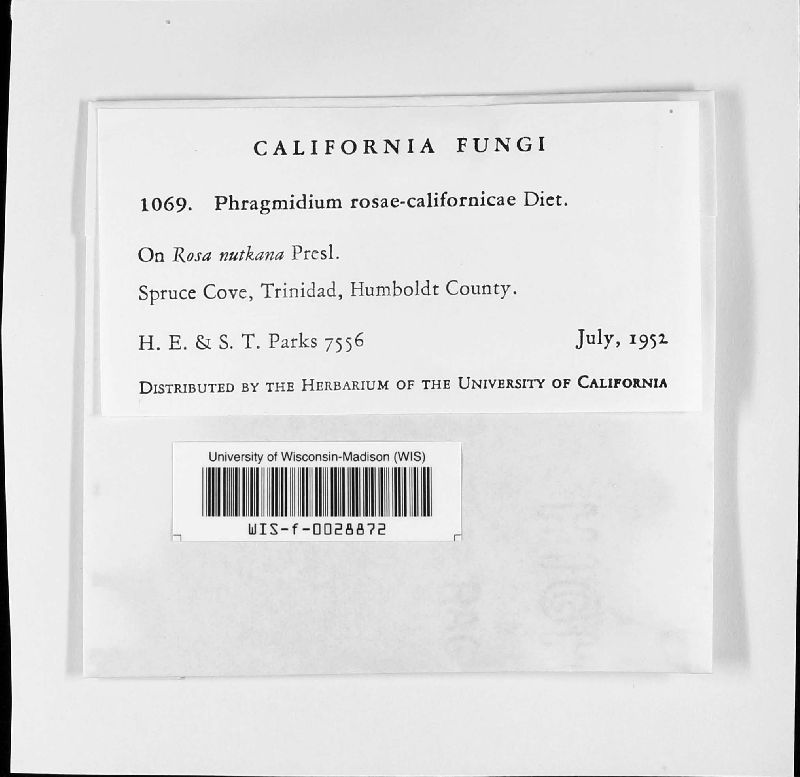 CALIFORNIA FUNGI
1069. Phragmidium rosae-californicae Diet.
On Rosa nutkana Presl.
Spruce Cove, Trinidad, Humboldt County.
H. E. & S. T. Parks 7556 July, 1952
DISTRIBUTED BY THE HERBARIUM OF THE UNIVERSITY OF CALIFORNIA
University of Wisconsin-Madison (WIS)
WIS-f-0028872